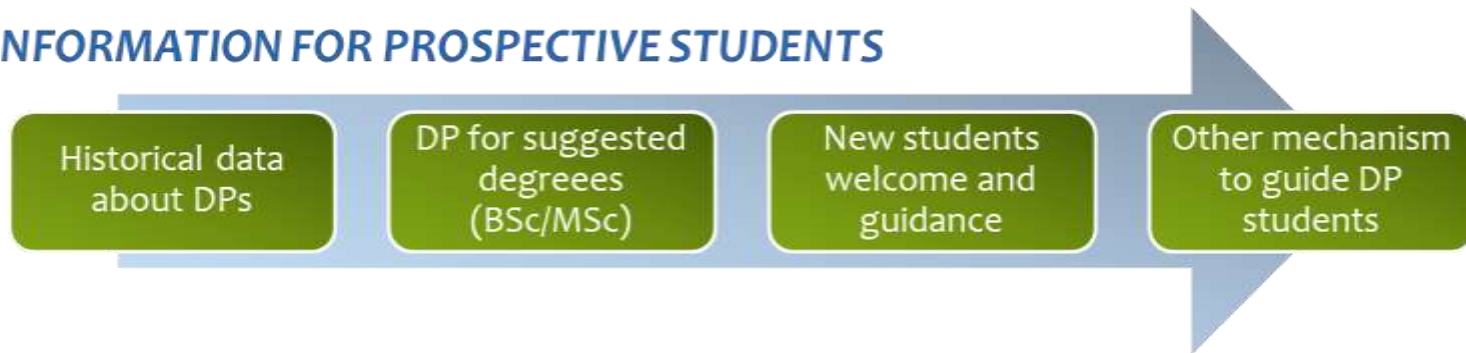 NFORMATION FOR PROSPECTIVE STUDENTS
Historical data
about DPs
DP for suggested
degreees
(BSc/MSc)
New students
welcome and
guidance
Other mechanism
to guide DP
students